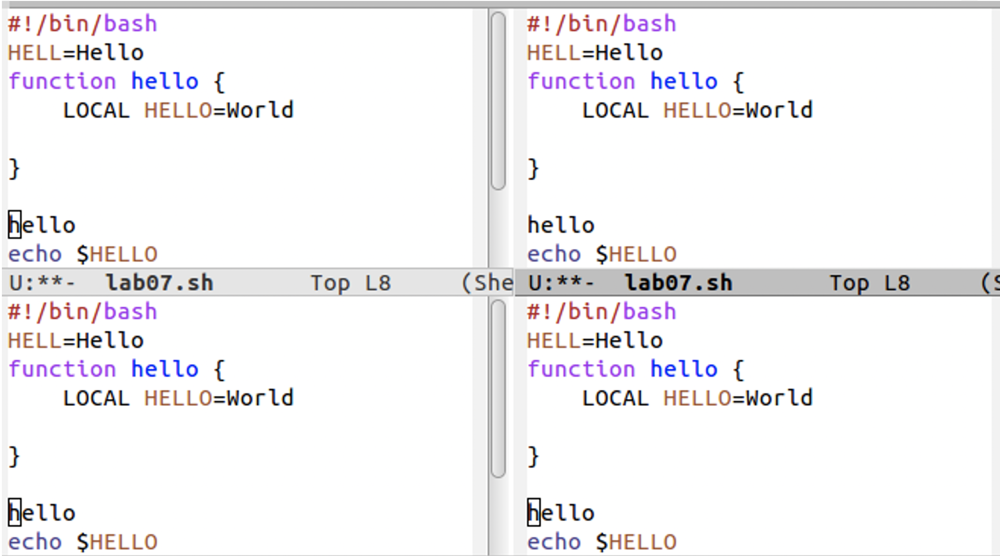 #!/bin/bash
HELL=Hello
function hello {
    LOCAL HELLO=World
}
hello
echo $HELLO
U:**-  lab07.sh   Top L8   (She
#!/bin/bash
HELL=Hello
function hello {
    LOCAL HELLO=World
}
hello
echo $HELLO
U:**-  lab07.sh   Top L8   (S
#!/bin/bash
HELL=Hello
function hello {
    LOCAL HELLO=World
}
hello
echo $HELLO
#!/bin/bash
HELL=Hello
function hello {
    LOCAL HELLO=World
}
hello
echo $HELLO